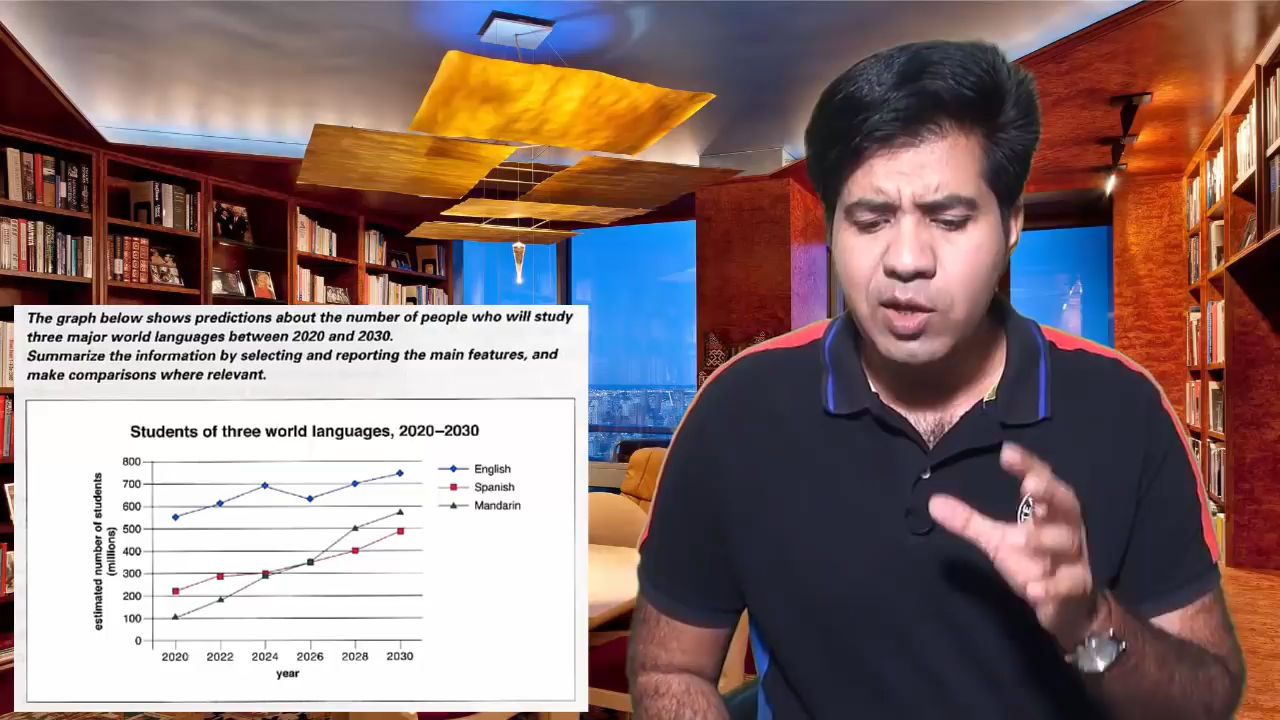 The graph below shows predictions about the number of people who will study
three major world languages between 2020 and 2030.
Summarize the information by selecting and reporting the main features, and
make comparisons where relevant.
Students of three world languages, 2020–2030
estimated number of students
(millions)
800
700
600
500
400
300
200
100
0
2020 2022 2024 2026 2028 2030
year
English
Spanish
Mandarin